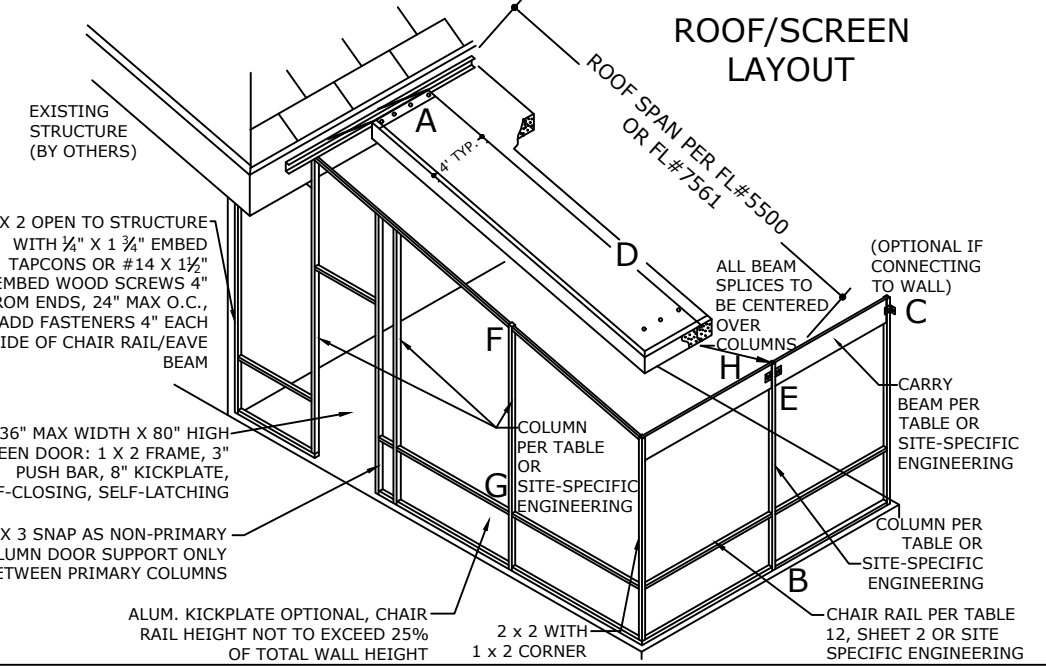 ROOF/SCREEN
LAYOUT
EXISTING
STRUCTURE
(BY OTHERS)
A
4' TYP.
ROOF SPAN PER FL#5500
OR FL#7561
D
X 2 OPEN TO STRUCTURE
WITH ¼" X 1 ¾" EMBED
TAPCONS OR #14 X 1½"
EMBED WOOD SCREWS 4"
ROM ENDS, 24" MAX O.C.,
ADD FASTENERS 4" EACH
IDE OF CHAIR RAIL/EAVE
BEAM
ALL BEAM
SPLICES TO
BE CENTERED
OVER
COLUMNS
(OPTIONAL IF
CONNECTING
TO WALL)
C
F
H
E
CARRY
BEAM PER
TABLE OR
SITE-SPECIFIC
ENGINEERING
36" MAX WIDTH X 80" HIGH
EEN DOOR: 1 X 2 FRAME, 3"
PUSH BAR, 8" KICKPLATE,
F-CLOSING, SELF-LATCHING
COLUMN
PER TABLE
OR
SITE-SPECIFIC
ENGINEERING
G
X 3 SNAP AS NON-PRIMARY
LUMN DOOR SUPPORT ONLY
ETWEEN PRIMARY COLUMNS
COLUMN PER
TABLE OR
SITE-SPECIFIC
ENGINEERING
B
ALUM. KICKPLATE OPTIONAL, CHAIR
RAIL HEIGHT NOT TO EXCEED 25%
OF TOTAL WALL HEIGHT
2 x 2 WITH
1 x 2 CORNER
CHAIR RAIL PER TABLE
12, SHEET 2 OR SITE
SPECIFIC ENGINEERING